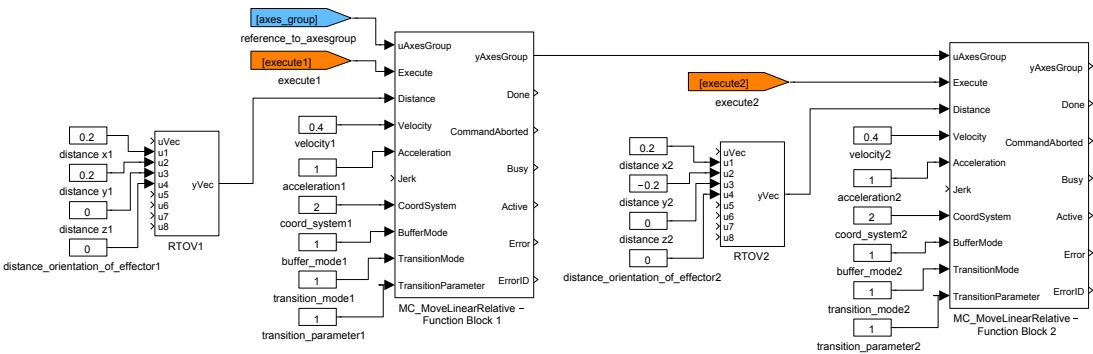 [axes_group]
reference_to_axesgroup
[execute1]
execute1
0.2
distance x1
0.2
distance y1
0
distance z1
0
distance_orientation_of_effector1
uVec
u1
u2
u3
u4
u5
u6
u7
u8
yVec
RTOV1
0.4
velocity1
1
acceleration1
2
coord_system1
1
buffer_mode1
1
transition_mode1
1
transition_parameter1
uAxesGroup
Execute
Distance
Velocity
Acceleration
Jerk
CoordSystem
BufferMode
TransitionMode
TransitionParameter
yAxesGroup
Done
CommandAborted
Busy
Active
Error
ErrorID
MC_MoveLinearRelative −
Function Block 1
[execute2]
execute2
0.2
distance x2
−0.2
distance y2
0
distance z2
0
distance_orientation_of_effector2
uVec
u1
u2
u3
u4
u5
u6
u7
u8
yVec
RTOV2
0.4
velocity2
1
acceleration2
2
coord_system2
1
buffer_mode2
1
transition_mode2
1
transition_parameter2
uAxesGroup
Execute
Distance
Velocity
Acceleration
Jerk
CoordSystem
BufferMode
TransitionMode
TransitionParameter
yAxesGroup
Done
CommandAborted
Busy
Active
Error
ErrorID
MC_MoveLinearRelative −
Function Block 2